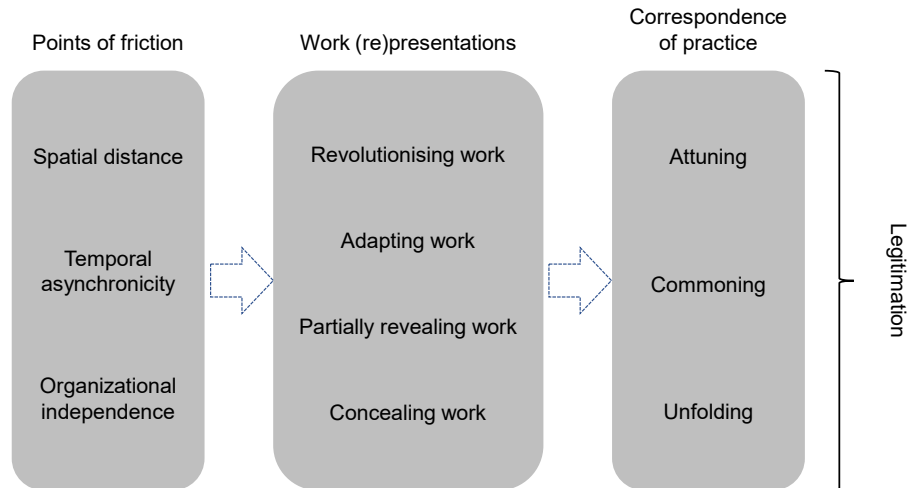 Points of friction
Spatial distance
Temporal
asynchronicity
Organizational
independence
Work (re)presentations
Revolutionising work
Adapting work
Partially revealing work
Concealing work
Correspondence
of practice
Attuning
Commoning
Unfolding
Legitimation